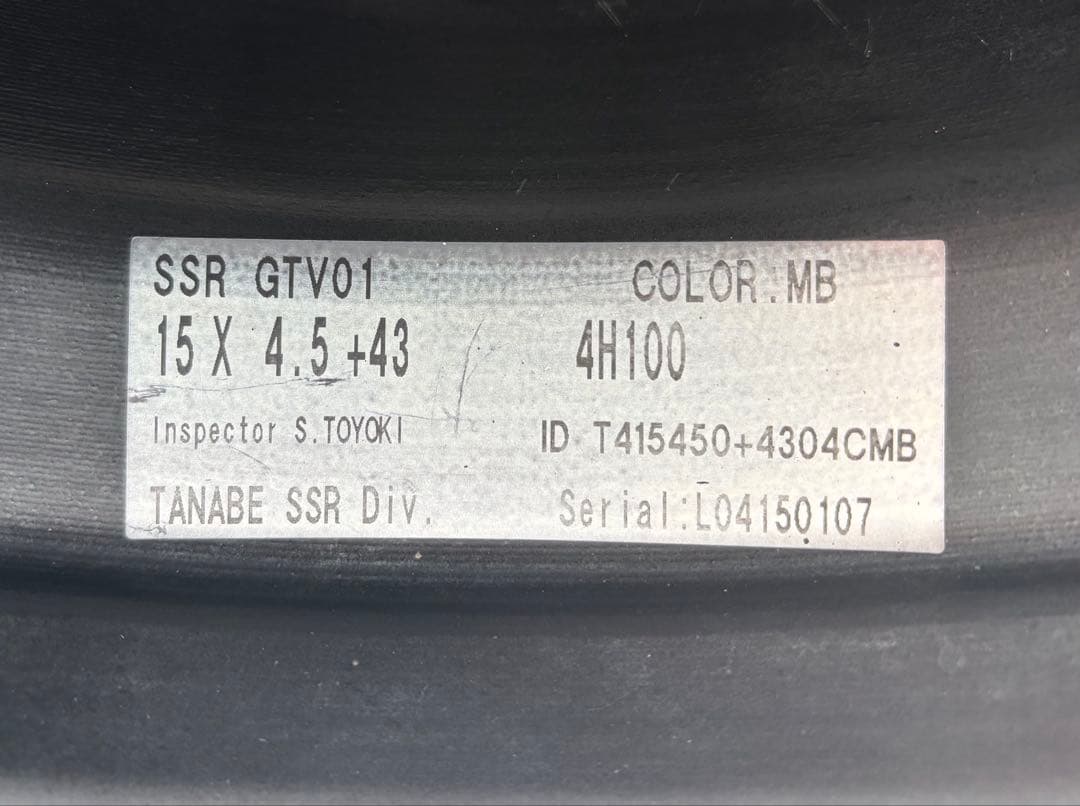 SSR GTV01 COLOR:MB
15 X 4.5 +43 4H100
Inspector S.TOYOKI ID T415450+4304CMB
TANABE SSR Div. Serial:L04150107